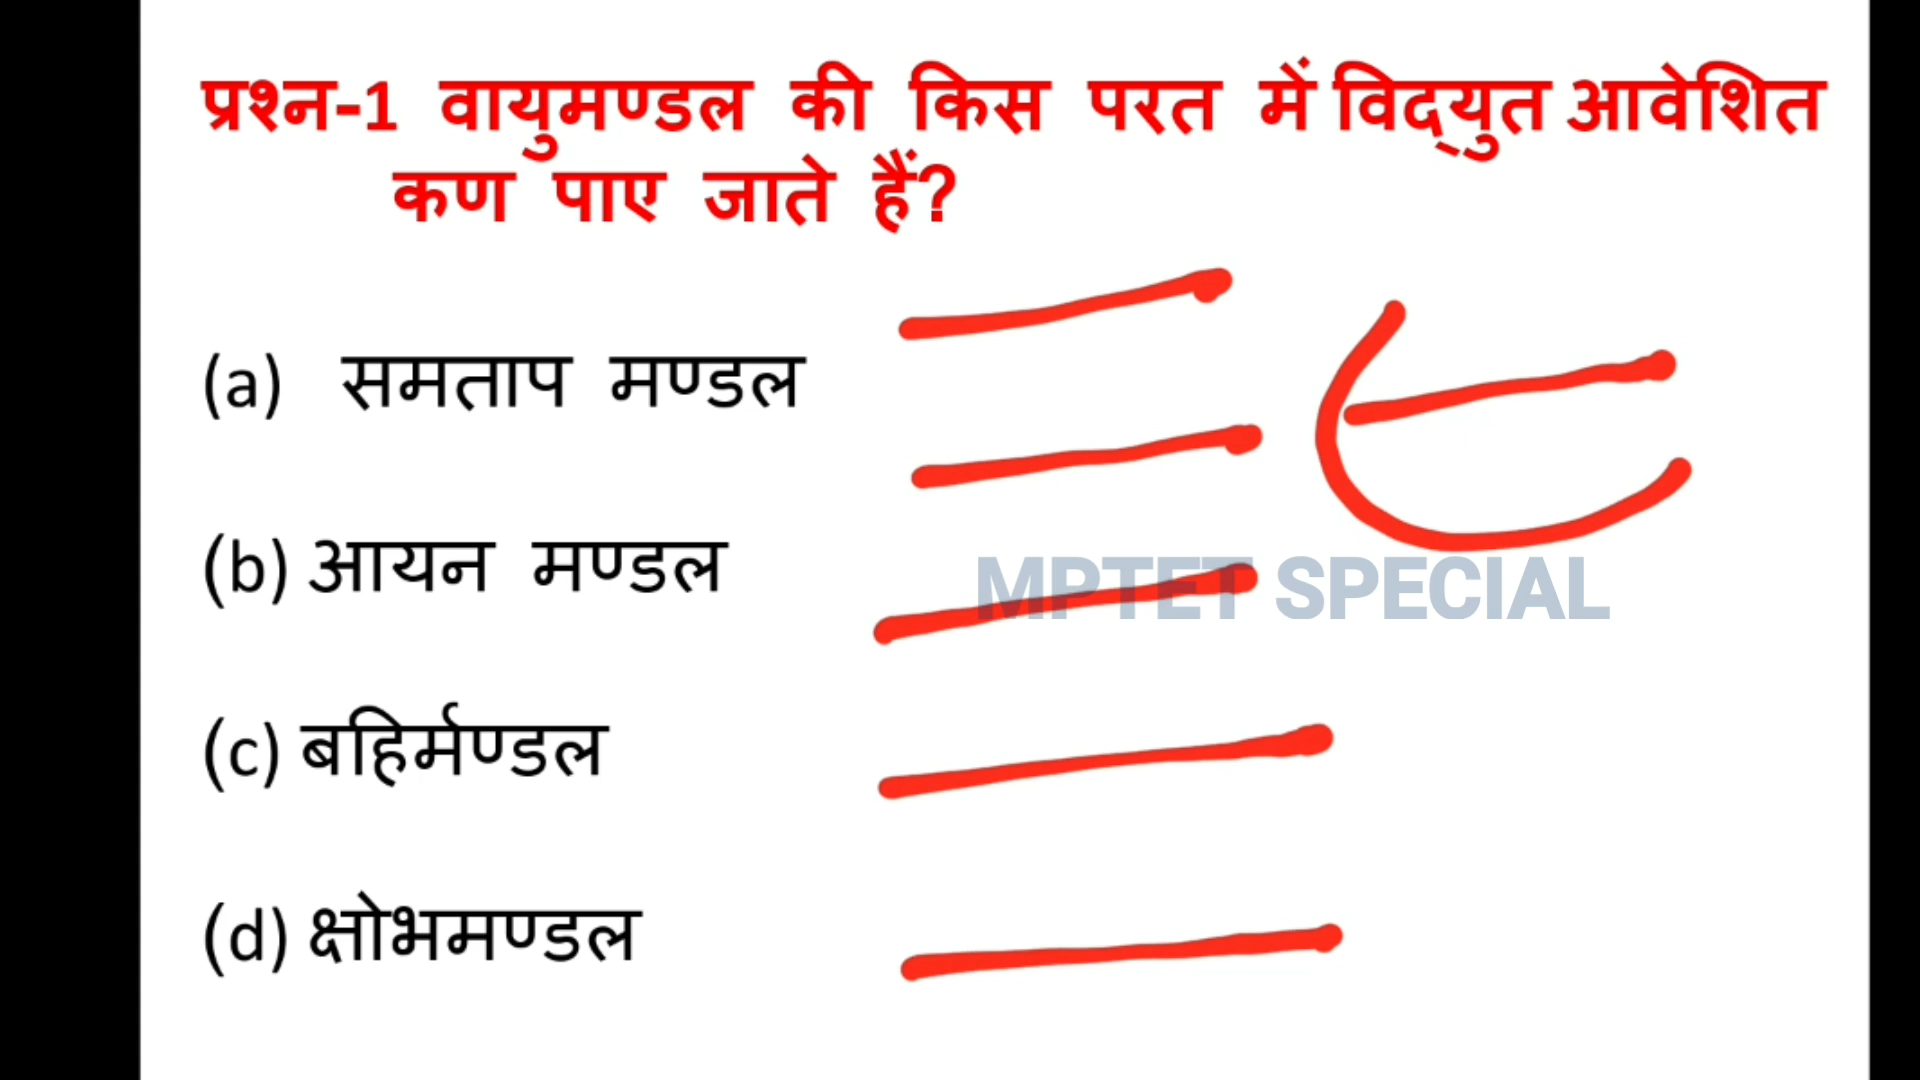 प्रश्न-1 वायुमण्डल की किस परत में विद्युत आवेशित
कण पाए जाते हैं?
(a) समताप मण्डल
(b) आयन मण्डल
MPTET SPECIAL
(c) बहिर्मण्डल
(d) क्षोभमण्डल